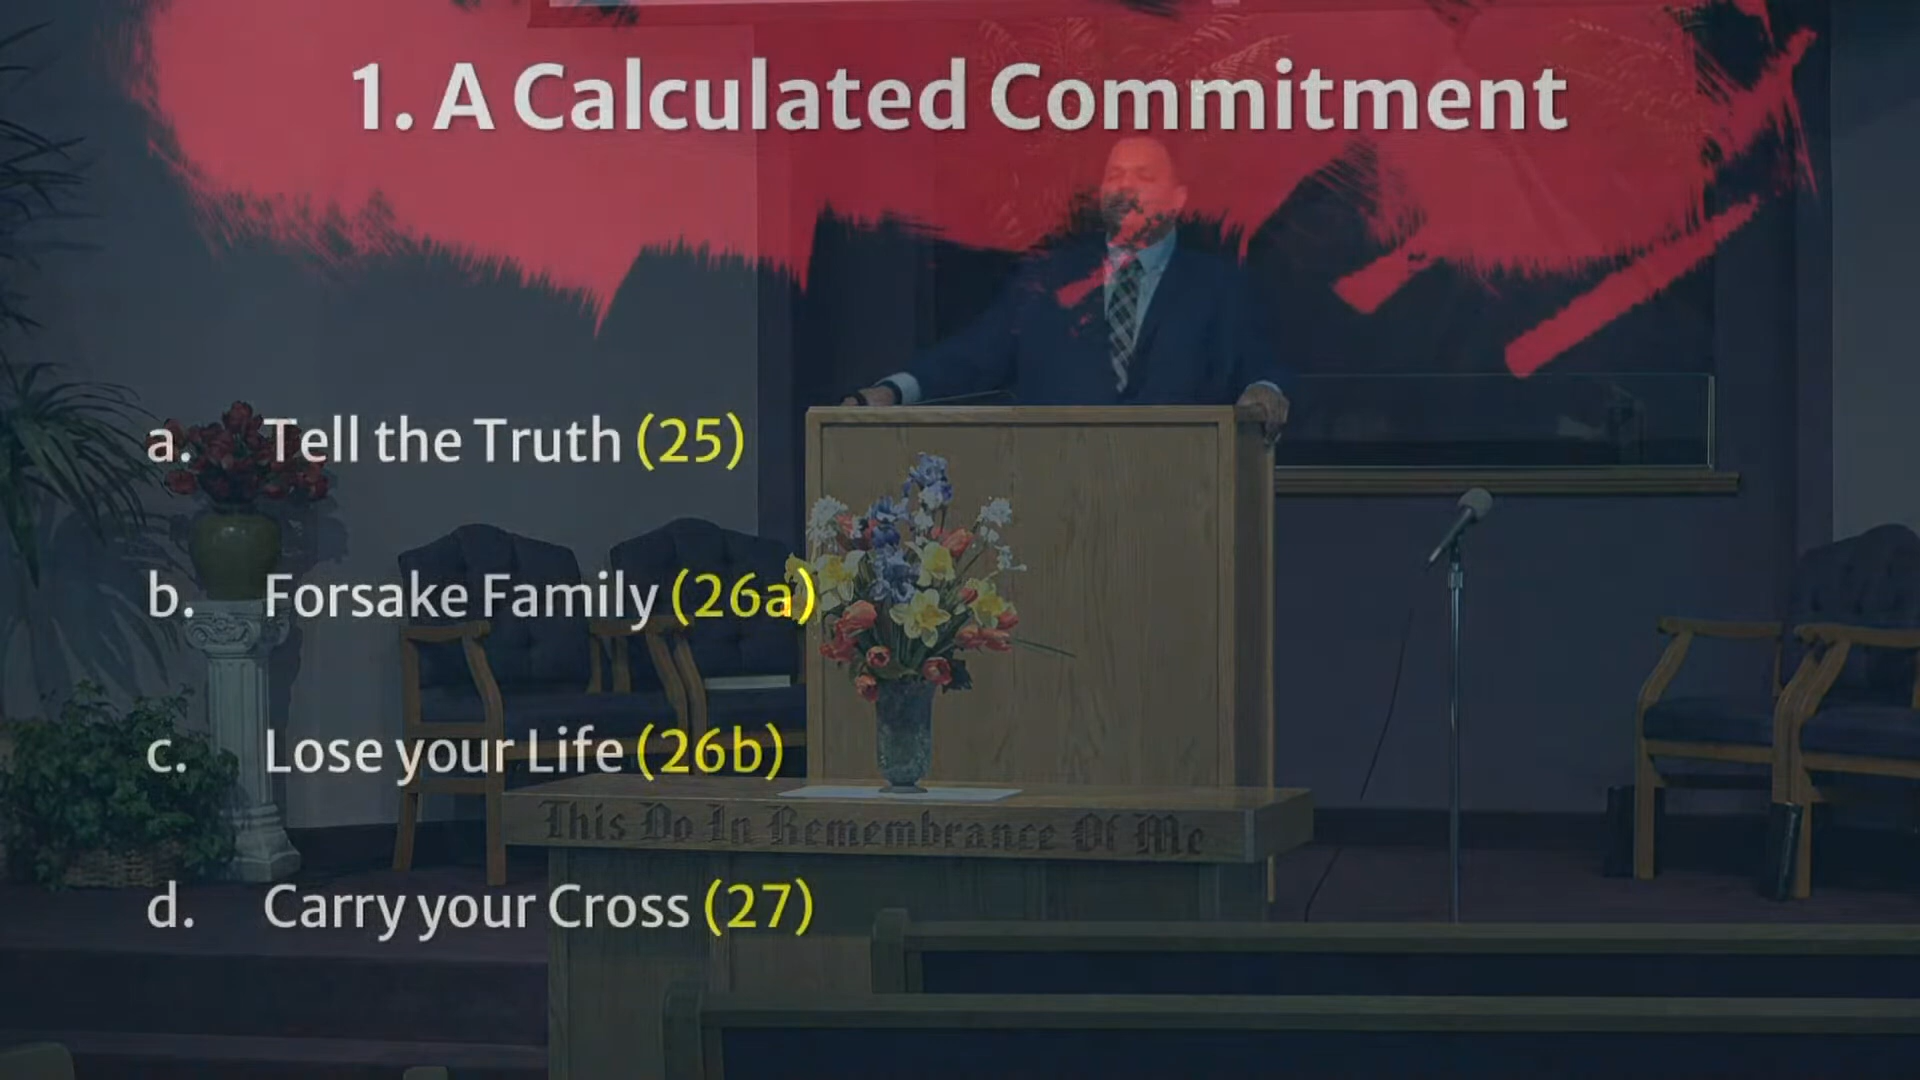 1. A Calculated Commitment
a. Tell the Truth (25)
b. Forsake Family (26a)
c. Lose your Life (26b)
This Do In Remembrance Of Me
d. Carry your Cross (27)